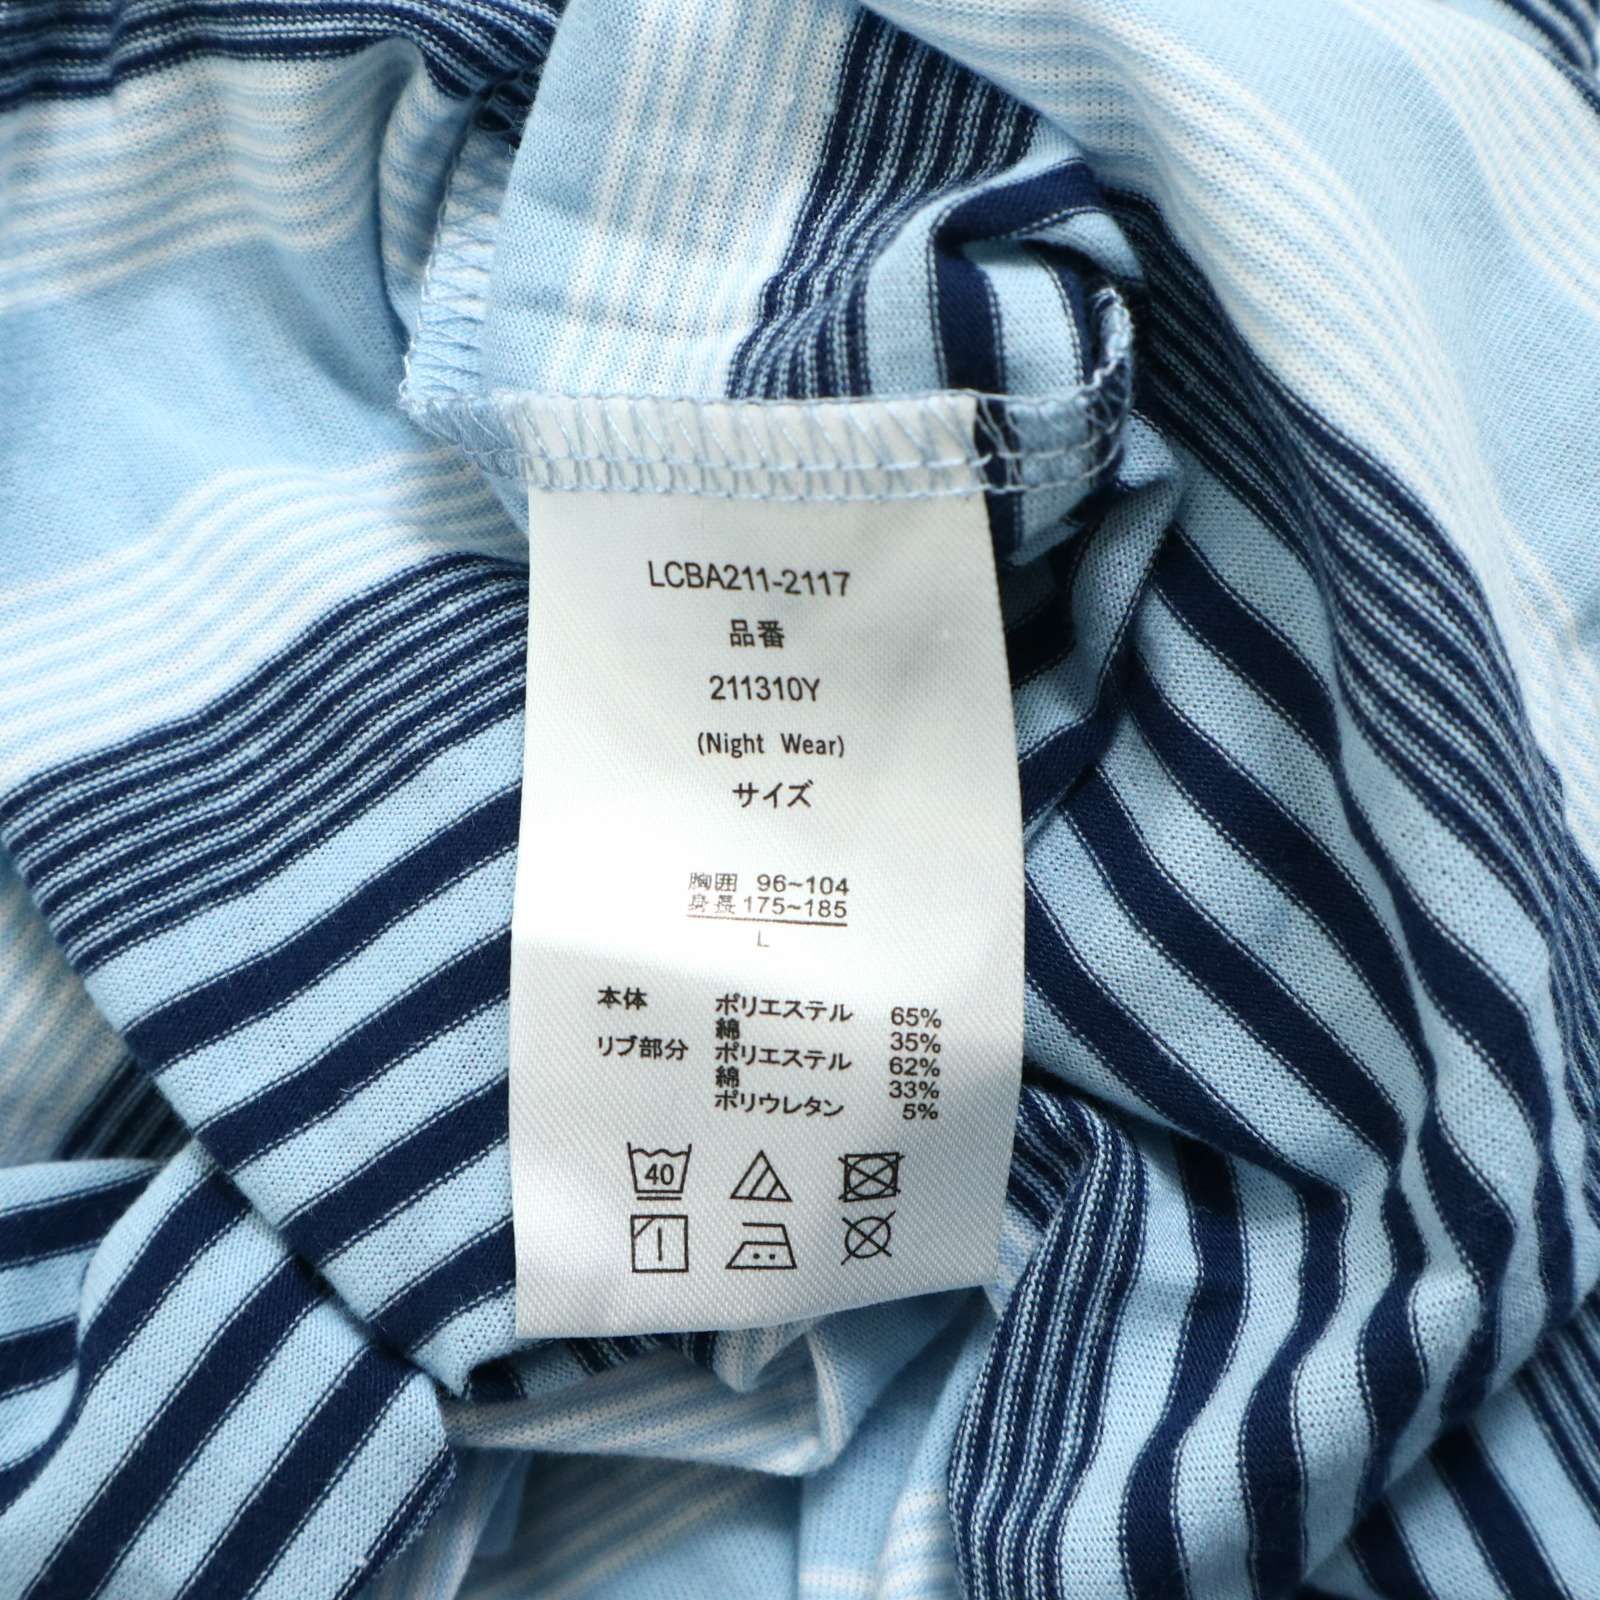 LCBA211-2117
品番
211310Y
(Night Wear)
サイズ
胸囲 96~104
身長 175~185
L
本体 ポリエステル 65%
綿 35%
リブ部分 ポリエステル 62%
綿 33%
ポリウレタン 5%
40